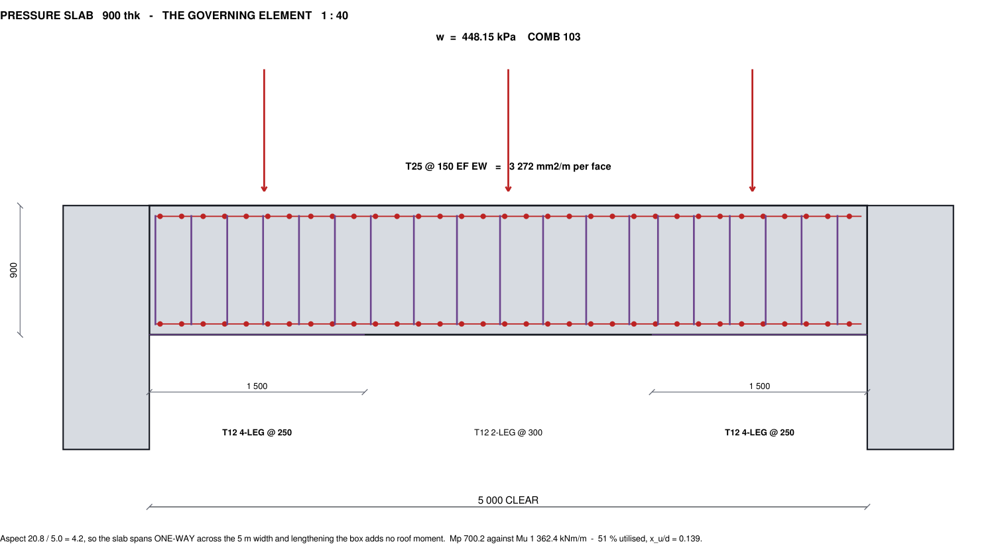 PRESSURE SLAB 900 thk - THE GOVERNING ELEMENT 1 : 40
w = 448.15 kPa COMB 103
T25 @ 150 EF EW = 3 272 mm2/m per face
900
1 500
1 500
T12 4-LEG @ 250
T12 2-LEG @ 300
T12 4-LEG @ 250
5 000 CLEAR
Aspect 20.8 / 5.0 = 4.2, so the slab spans ONE-WAY across the 5 m width and lengthening the box adds no roof moment. Mp 700.2 against Mu 1 362.4 kNm/m - 51 % utilised, x_u/d = 0.139.